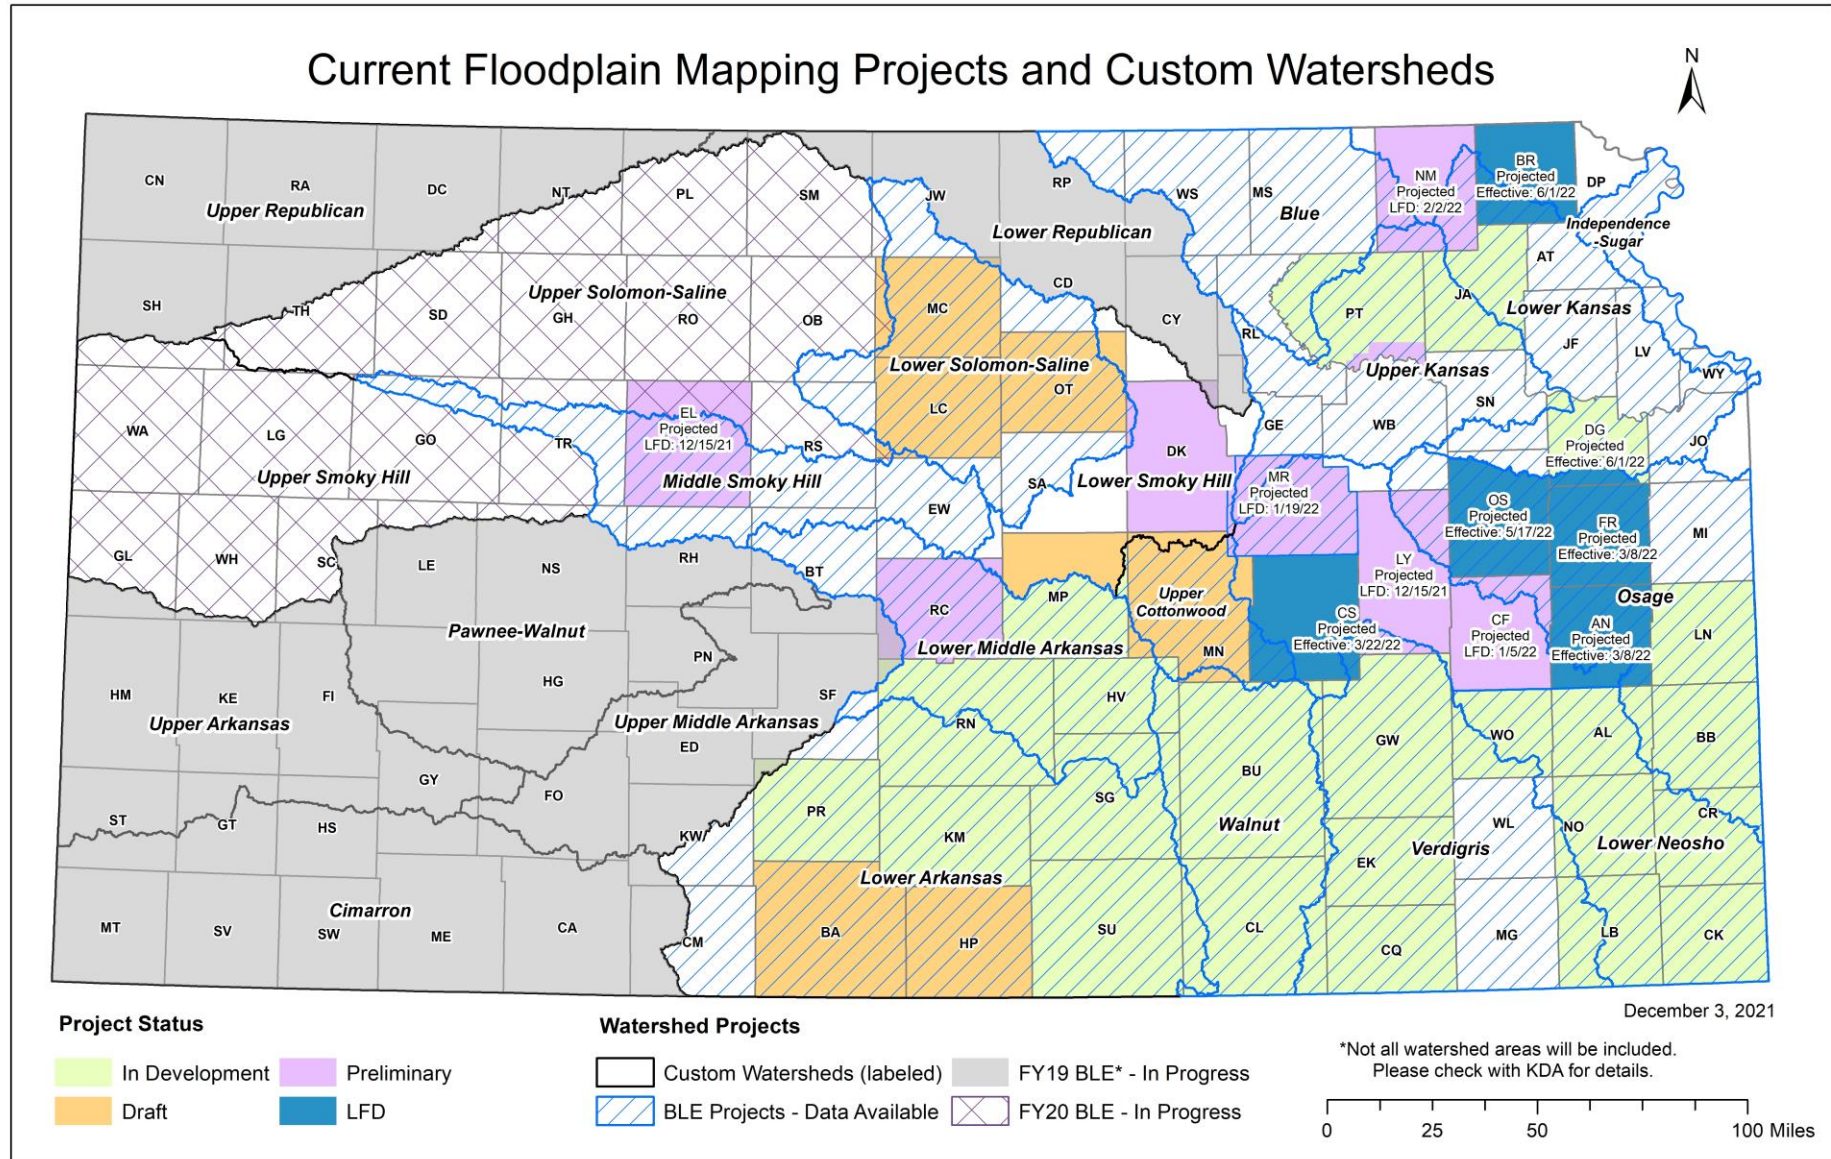 Current Floodplain Mapping Projects and Custom Watersheds
N
CN
RA
DC
NT
PL
SM
JW
RP
WS
MS
NM
Projected
LFD: 2/2/22
BR
Projected
Effective: 6/1/22
DP
Upper Republican
Lower Republican
Blue
Independence
-Sugar
SH
TH
SD
Upper Solomon-Saline
GH
RO
OB
MC
CD
CY
RL
PT
JA
AT
Lower Kansas
JF
LV
WY
Lower Solomon-Saline
LC
OT
Upper Kansas
WA
LG
GO
TR
EL
Projected
LFD: 12/15/21
RS
Upper Smoky Hill
Middle Smoky Hill
EW
SA
DK
Lower Smoky Hill
GE
WB
SN
DG
Projected
Effective: 6/1/22
JO
MR
Projected
LFD: 1/19/22
OS
Projected
Effective: 5/17/22
FR
Projected
Effective: 3/8/22
MI
GL
WH
SC
LE
NS
RH
BT
RC
MP
Upper
Cottonwood
MN
LY
Projected
LFD: 12/15/21
CS
Projected
Effective: 3/22/22
CF
Projected
LFD: 1/5/22
AN
Projected
Effective: 3/8/22
Osage
LN
Pawnee-Walnut
Lower Middle Arkansas
PN
HG
HM
KE
FI
Upper Arkansas
Upper Middle Arkansas
SF
ED
RN
HV
BU
GW
WO
AL
BB
GY
FO
ST
GT
HS
KW
PR
KM
SG
Walnut
EK
Verdigris
WL
NO
Lower Neosho
CR
Lower Arkansas
Cimarron
MT
SV
SW
ME
CA
CM
BA
HP
SU
CL
CQ
MG
LB
CK
December 3, 2021
Project Status
In Development
Preliminary
Draft
LFD
Watershed Projects
Custom Watersheds (labeled)
FY19 BLE* - In Progress
BLE Projects - Data Available
FY20 BLE - In Progress
*Not all watershed areas will be included.
Please check with KDA for details.
0 25 50 100 Miles